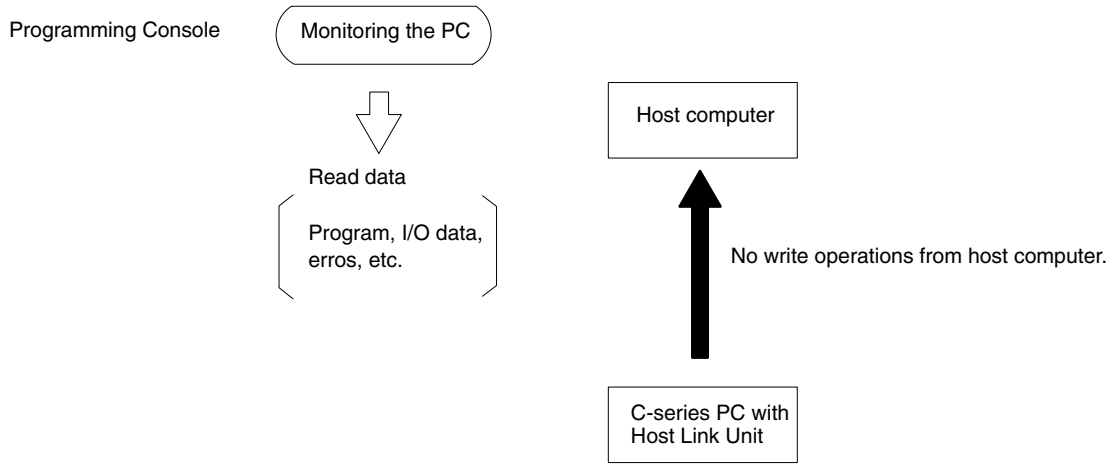 Programming Console
Monitoring the PC
Read data
Program, I/O data,
erros, etc.
Host computer
No write operations from host computer.
C-series PC with
Host Link Unit